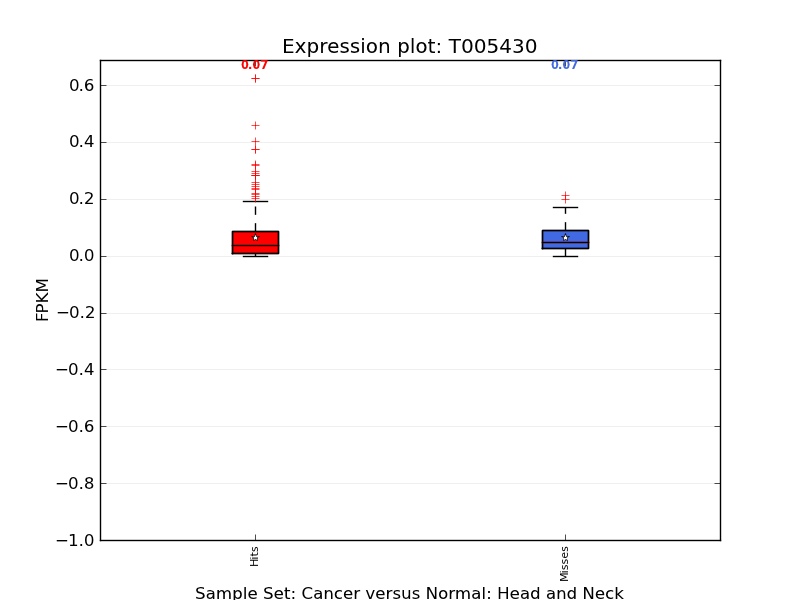 Expression plot: T005430
0.07
0.07
0.6
0.4
0.2
0.0
−0.2
−0.4
−0.6
−0.8
−1.0
FPKM
Hits
Misses
Sample Set: Cancer versus Normal: Head and Neck